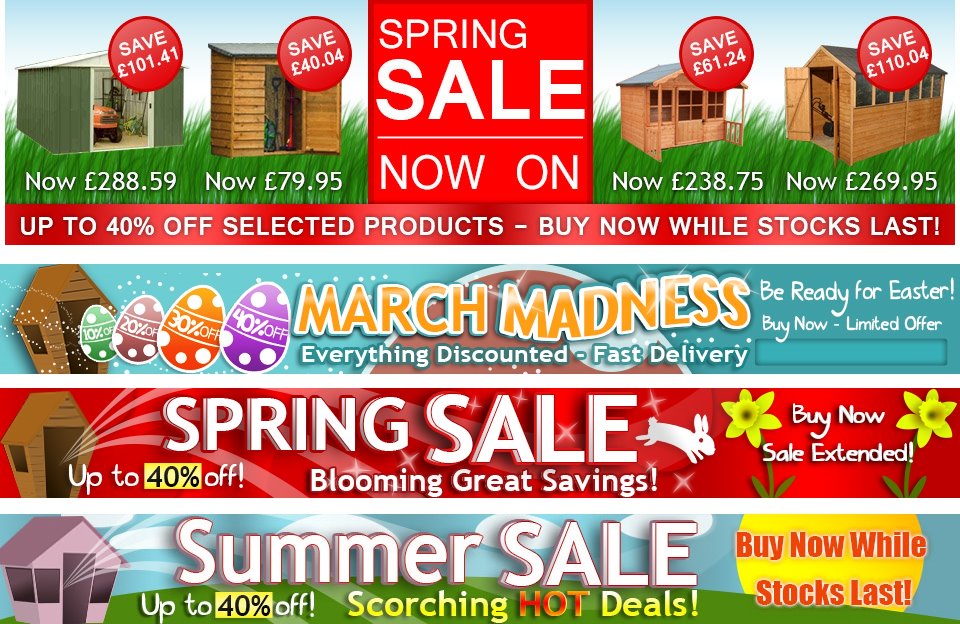 SAVE
£101.41
SAVE
£40.04
SPRING
SALE
NOW ON
SAVE
£61.24
SAVE
£110.04
Now £288.59
Now £79.95
Now £238.75
Now £269.95
UP TO 40% OFF SELECTED PRODUCTS – BUY NOW WHILE STOCKS LAST!
10% OFF
20% OFF
30% OFF
40% OFF
MARCH MADNESS
Everything Discounted - Fast Delivery
Be Ready for Easter!
Buy Now - Limited Offer
SPRING SALE
Up to 40% off!
Blooming Great Savings!
Buy Now
Sale Extended!
Summer SALE
Up to 40% off!
Scorching HOT Deals!
Buy Now While
Stocks Last!